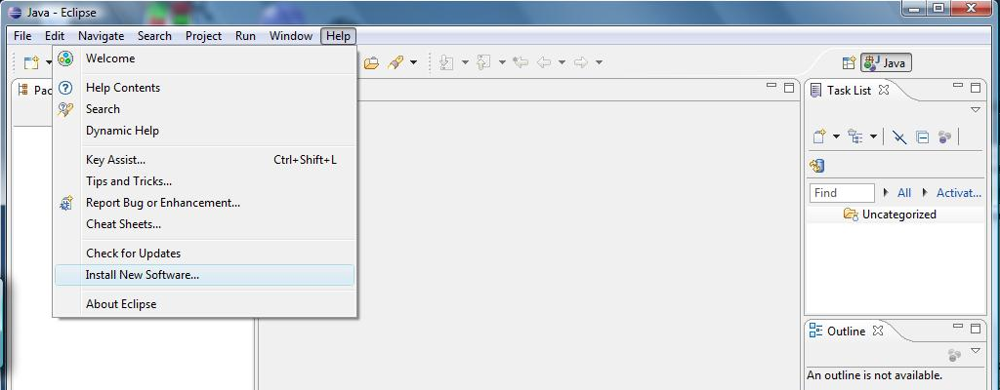 Java - Eclipse
File Edit Navigate Search Project Run Window Help
Welcome
Help Contents
Search
Dynamic Help
Key Assist... Ctrl+Shift+L
Tips and Tricks...
Report Bug or Enhancement...
Cheat Sheets...
Check for Updates
Install New Software...
About Eclipse
Pac
Java
Task List
Find All Activat...
Uncategorized
Outline
An outline is not available.